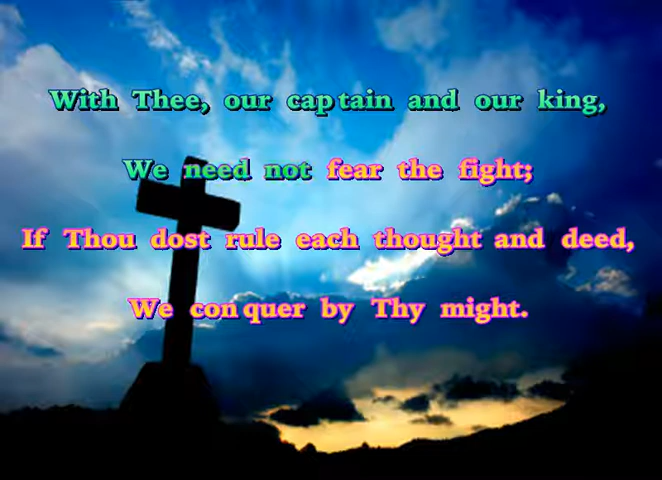 With Thee, our captain and our king,
We need not fear the fight;
If Thou dost rule each thought and deed,
We conquer by Thy might.